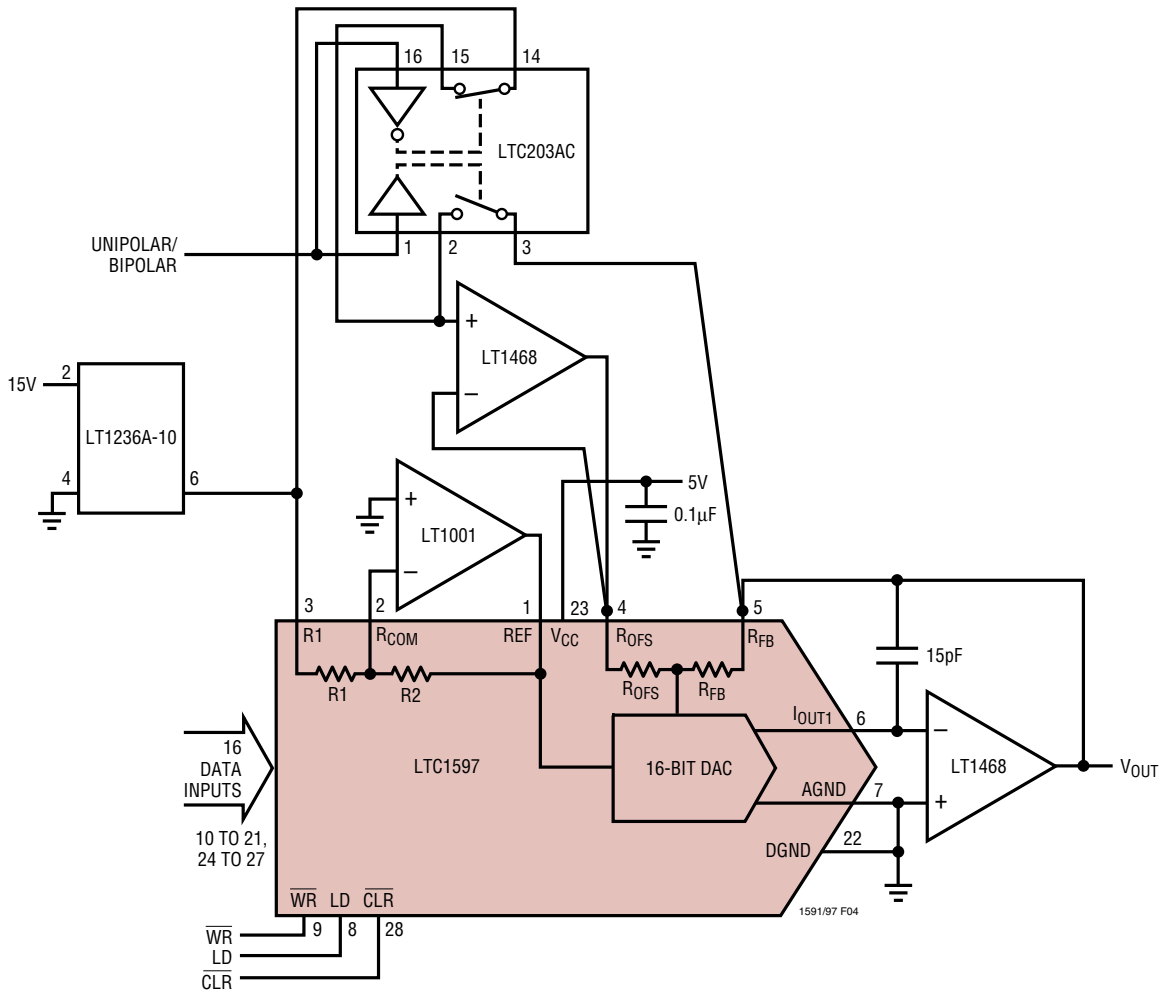 16 15 14
LTC203AC
1 2 3
UNIPOLAR/
BIPOLAR
+
LT1468
–
15V 2
LT1236A-10
4 6
5V
0.1µF
+
LT1001
–
3 2 1 23 4 5
R1 RCOM REF VCC ROFS RFB
R1 R2 ROFS RFB
15pF
IOUT1 6
–
LT1468
+
VOUT
16
DATA
INPUTS
LTC1597
16-BIT DAC
AGND 7
10 TO 21,
24 TO 27
DGND 22
WR LD CLR
1591/97 F04
9 8 28
WR
LD
CLR